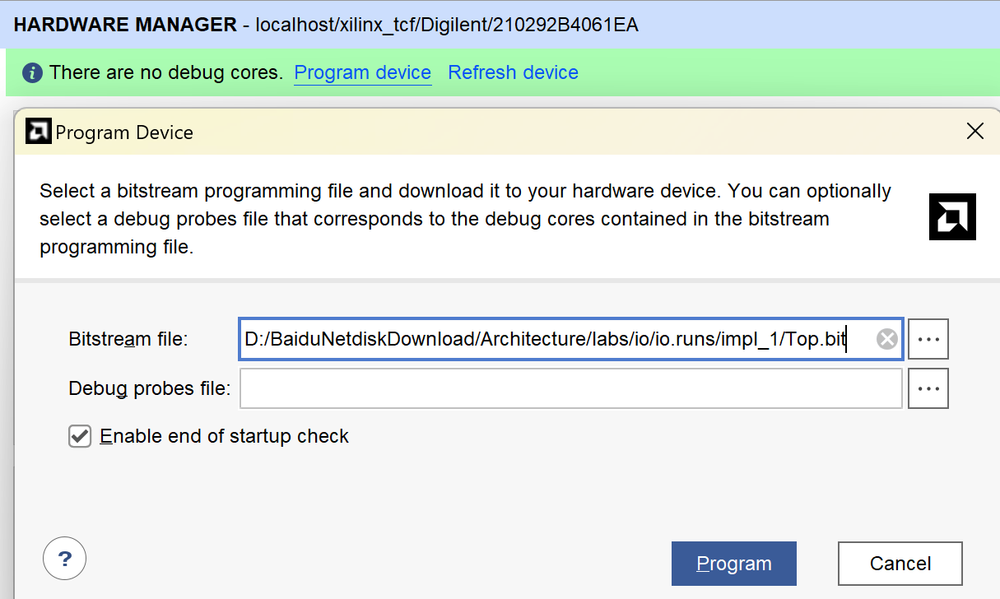 HARDWARE MANAGER - localhost/xilinx_tcf/Digilent/210292B4061EA
There are no debug cores. Program device Refresh device
Program Device
Select a bitstream programming file and download it to your hardware device. You can optionally
select a debug probes file that corresponds to the debug cores contained in the bitstream
programming file.
Bitstream file: D:/BaiduNetdiskDownload/Architecture/labs/io/io.runs/impl_1/Top.bit ...
Debug probes file: ...
Enable end of startup check
? Program Cancel